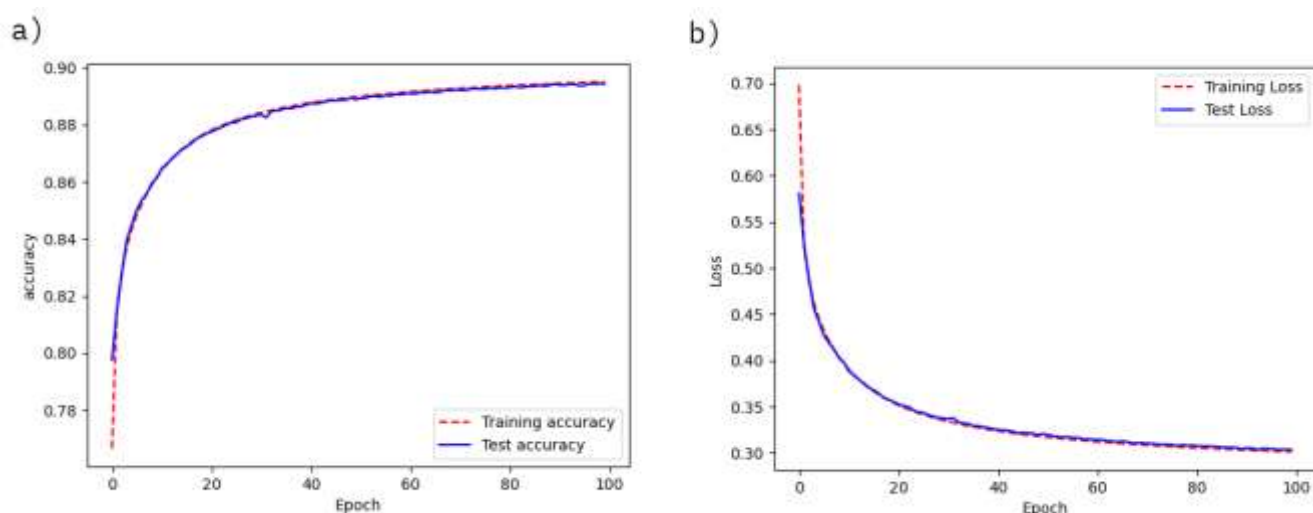 a)
0.90
0.88
0.86
0.84
0.82
0.80
0.78
accuracy
0 20 40 60 80 100
Epoch
Training accuracy
Test accuracy
b)
0.70
0.65
0.60
0.55
0.50
0.45
0.40
0.35
0.30
Loss
0 20 40 60 80 100
Epoch
Training Loss
Test Loss